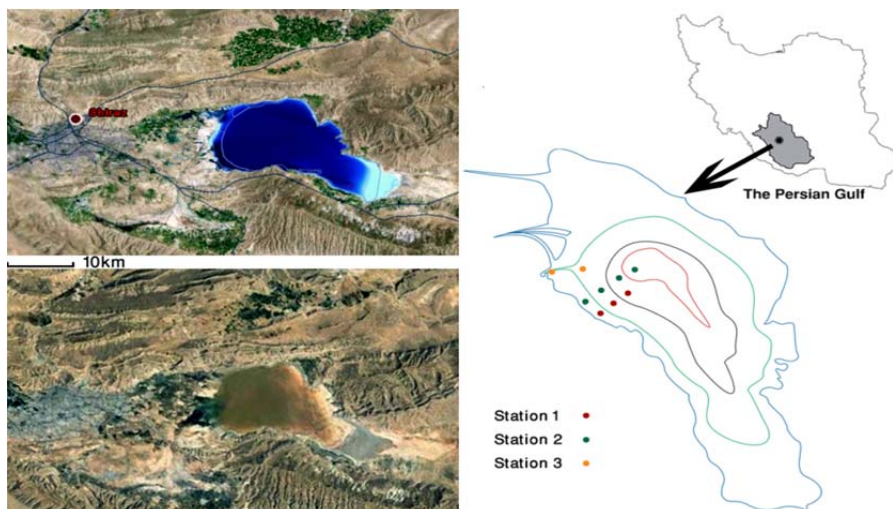 Shiraz
10km
The Persian Gulf
Station 1
Station 2
Station 3